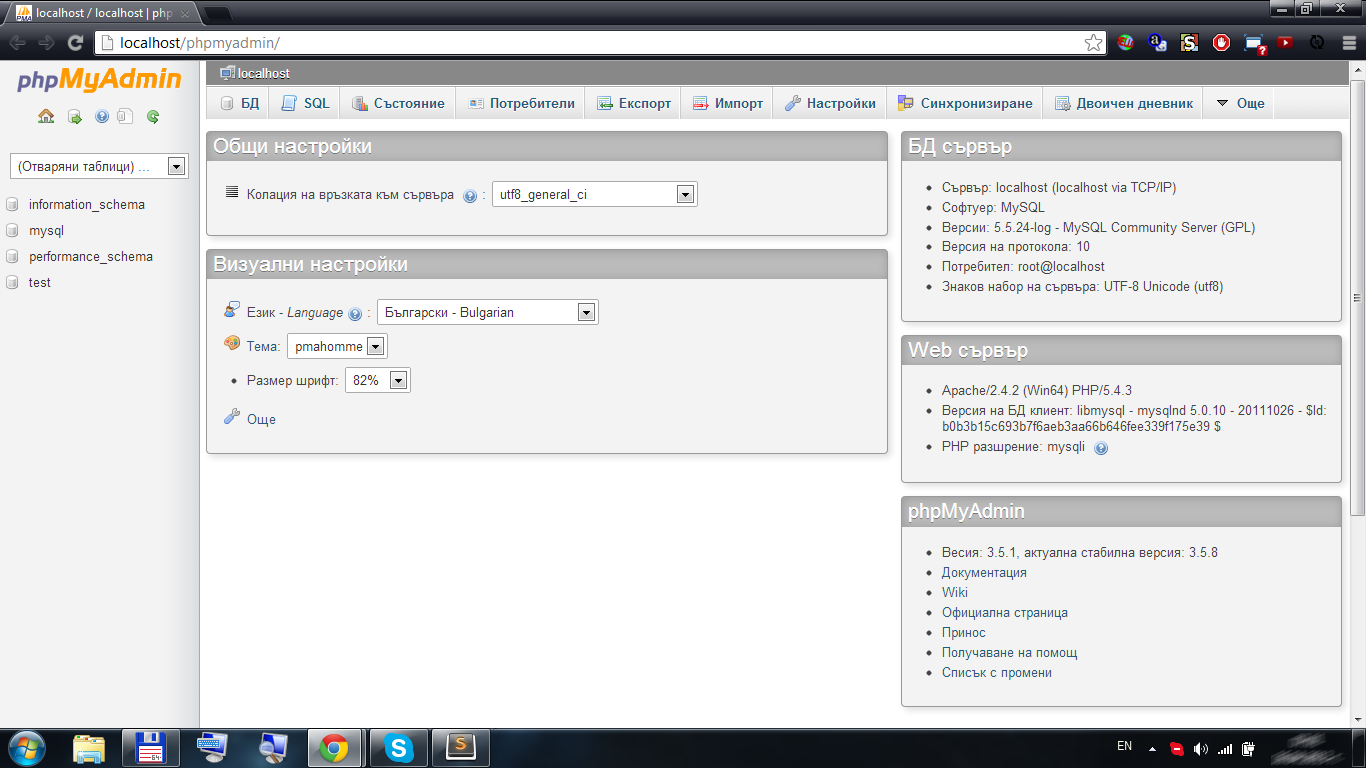 localhost / localhost | php
localhost/phpmyadmin/
phpMyAdmin
(Отваряни таблици) ...
information_schema
mysql
performance_schema
test
localhost
БД
SQL
Състояние
Потребители
Експорт
Импорт
Настройки
Синхронизиране
Двоичен дневник
Още
Общи настройки
Колация на връзката към сървъра :
utf8_general_ci
Визуални настройки
Език - Language :
Български - Bulgarian
Тема:
pmahomme
Размер шрифт:
82%
Още
БД сървър
Сървър: localhost (localhost via TCP/IP)
Софтуер: MySQL
Версии: 5.5.24-log - MySQL Community Server (GPL)
Версия на протокола: 10
Потребител: root@localhost
Знаков набор на сървъра: UTF-8 Unicode (utf8)
Web сървър
Apache/2.4.2 (Win64) PHP/5.4.3
Версия на БД клиент: libmysql - mysqlnd 5.0.10 - 20111026 - $Id:
b0b3b15c693b7f6aeb3aa66b646fee339f175e39 $
PHP разшрение: mysqli
phpMyAdmin
Весия: 3.5.1, актуална стабилна версия: 3.5.8
Документация
Wiki
Официална страница
Принос
Получаване на помощ
Списък с промени
64
EN